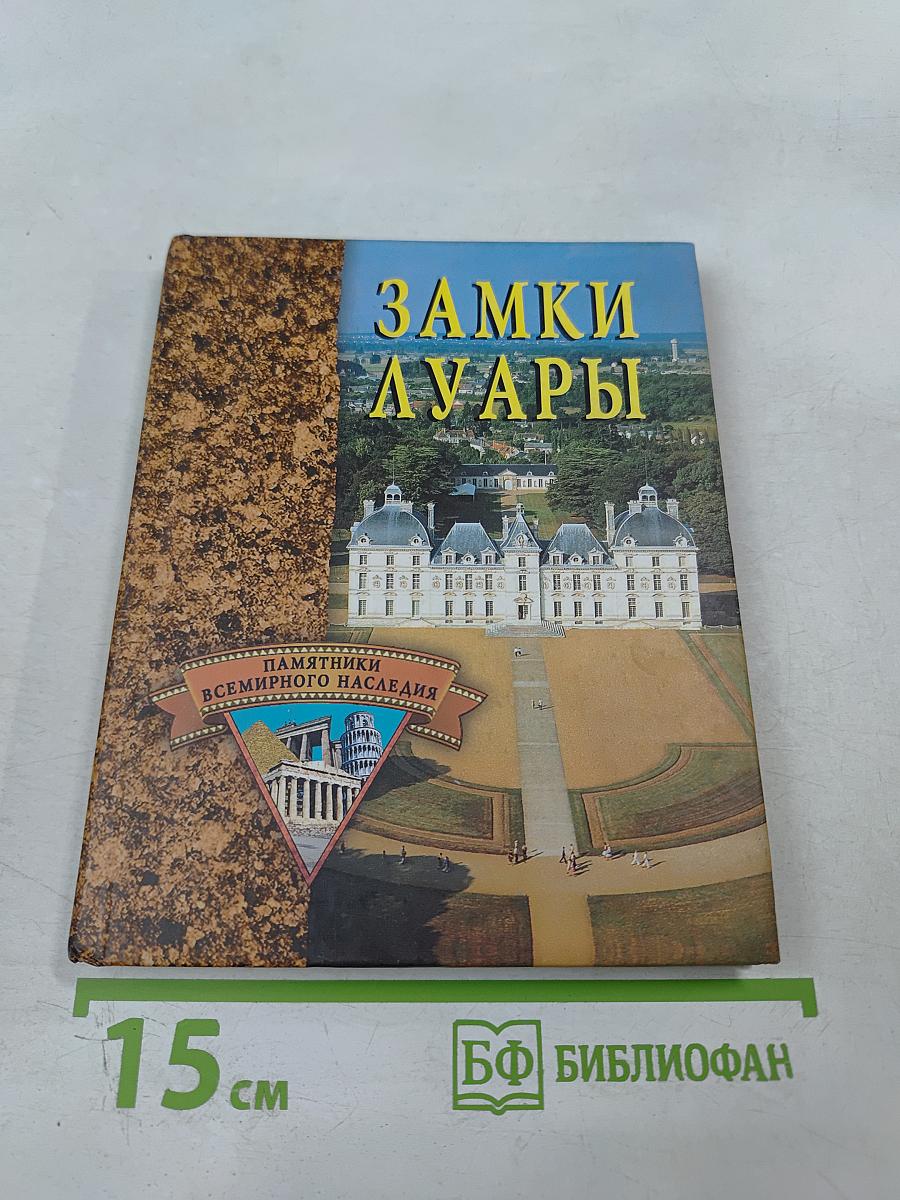 ЗАМКИ
ЛУАРЫ
ПАМЯТНИКИ
ВСЕМИРНОГО НАСЛЕДИЯ
15 см
БФ БИБЛИОФАН